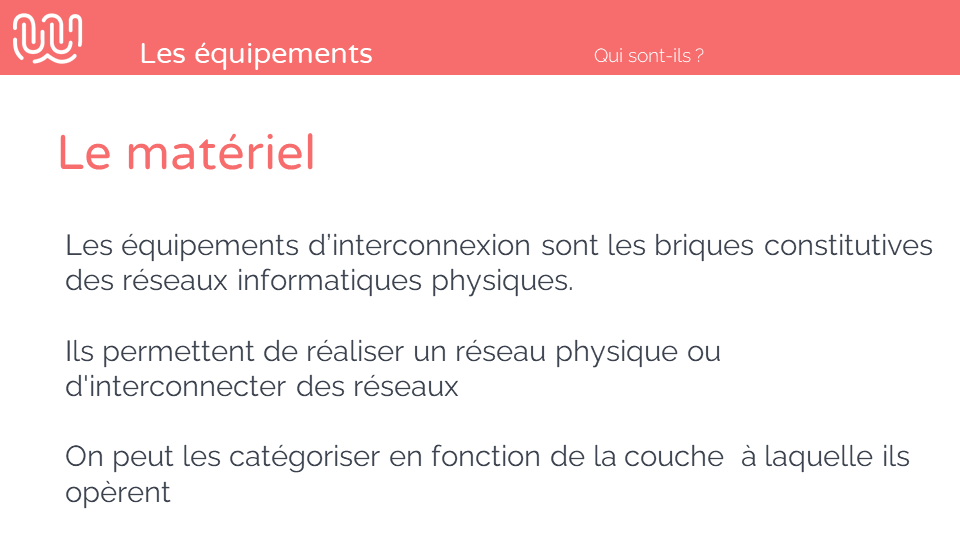 Les équipements
Qui sont-ils ?
Le matériel
Les équipements d’interconnexion sont les briques constitutives
des réseaux informatiques physiques.
Ils permettent de réaliser un réseau physique ou
d'interconnecter des réseaux
On peut les catégoriser en fonction de la couche  à laquelle ils
opèrent